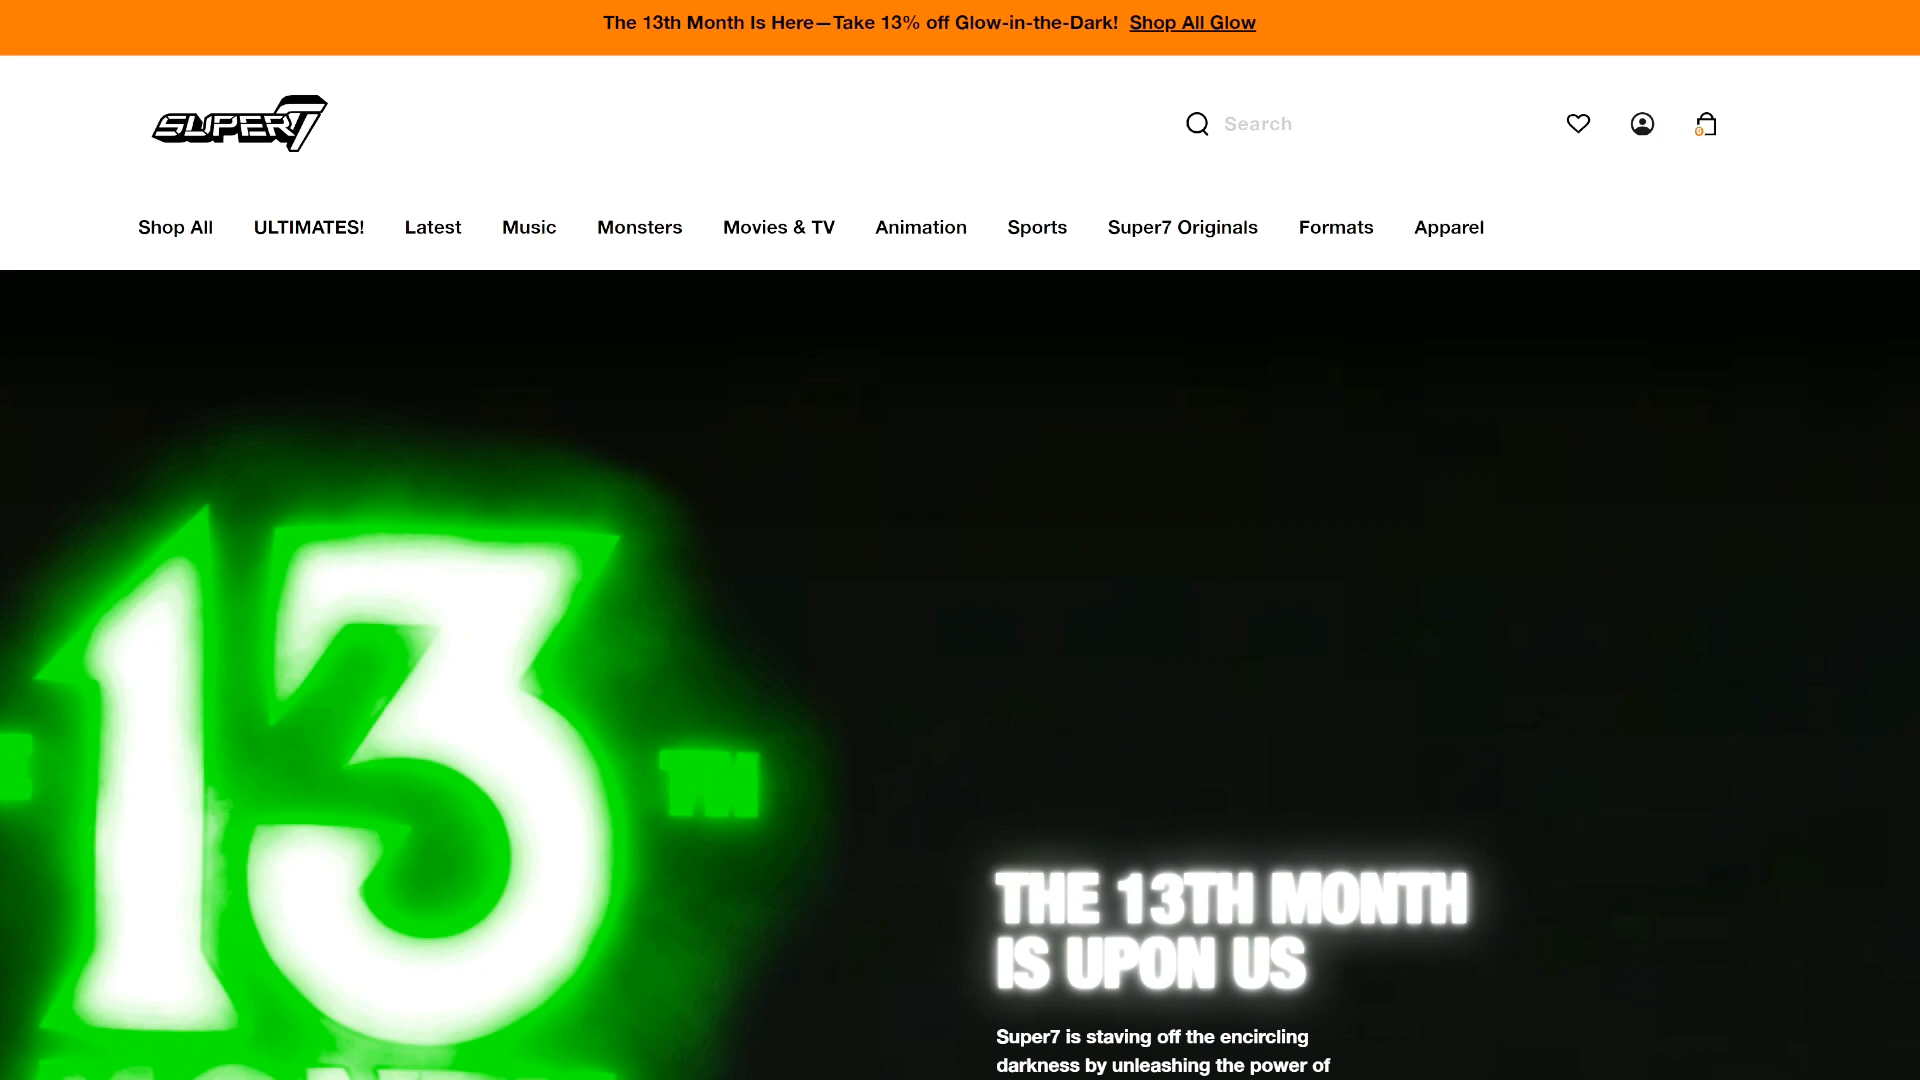 The 13th Month Is Here—Take 13% off Glow-in-the-Dark! Shop All Glow
SUPER7
Search
0
Shop All ULTIMATES! Latest Music Monsters Movies & TV Animation Sports Super7 Originals Formats Apparel
13
TH
THE 13TH MONTH
IS UPON US
Super7 is staving off the encircling
darkness by unleashing the power of